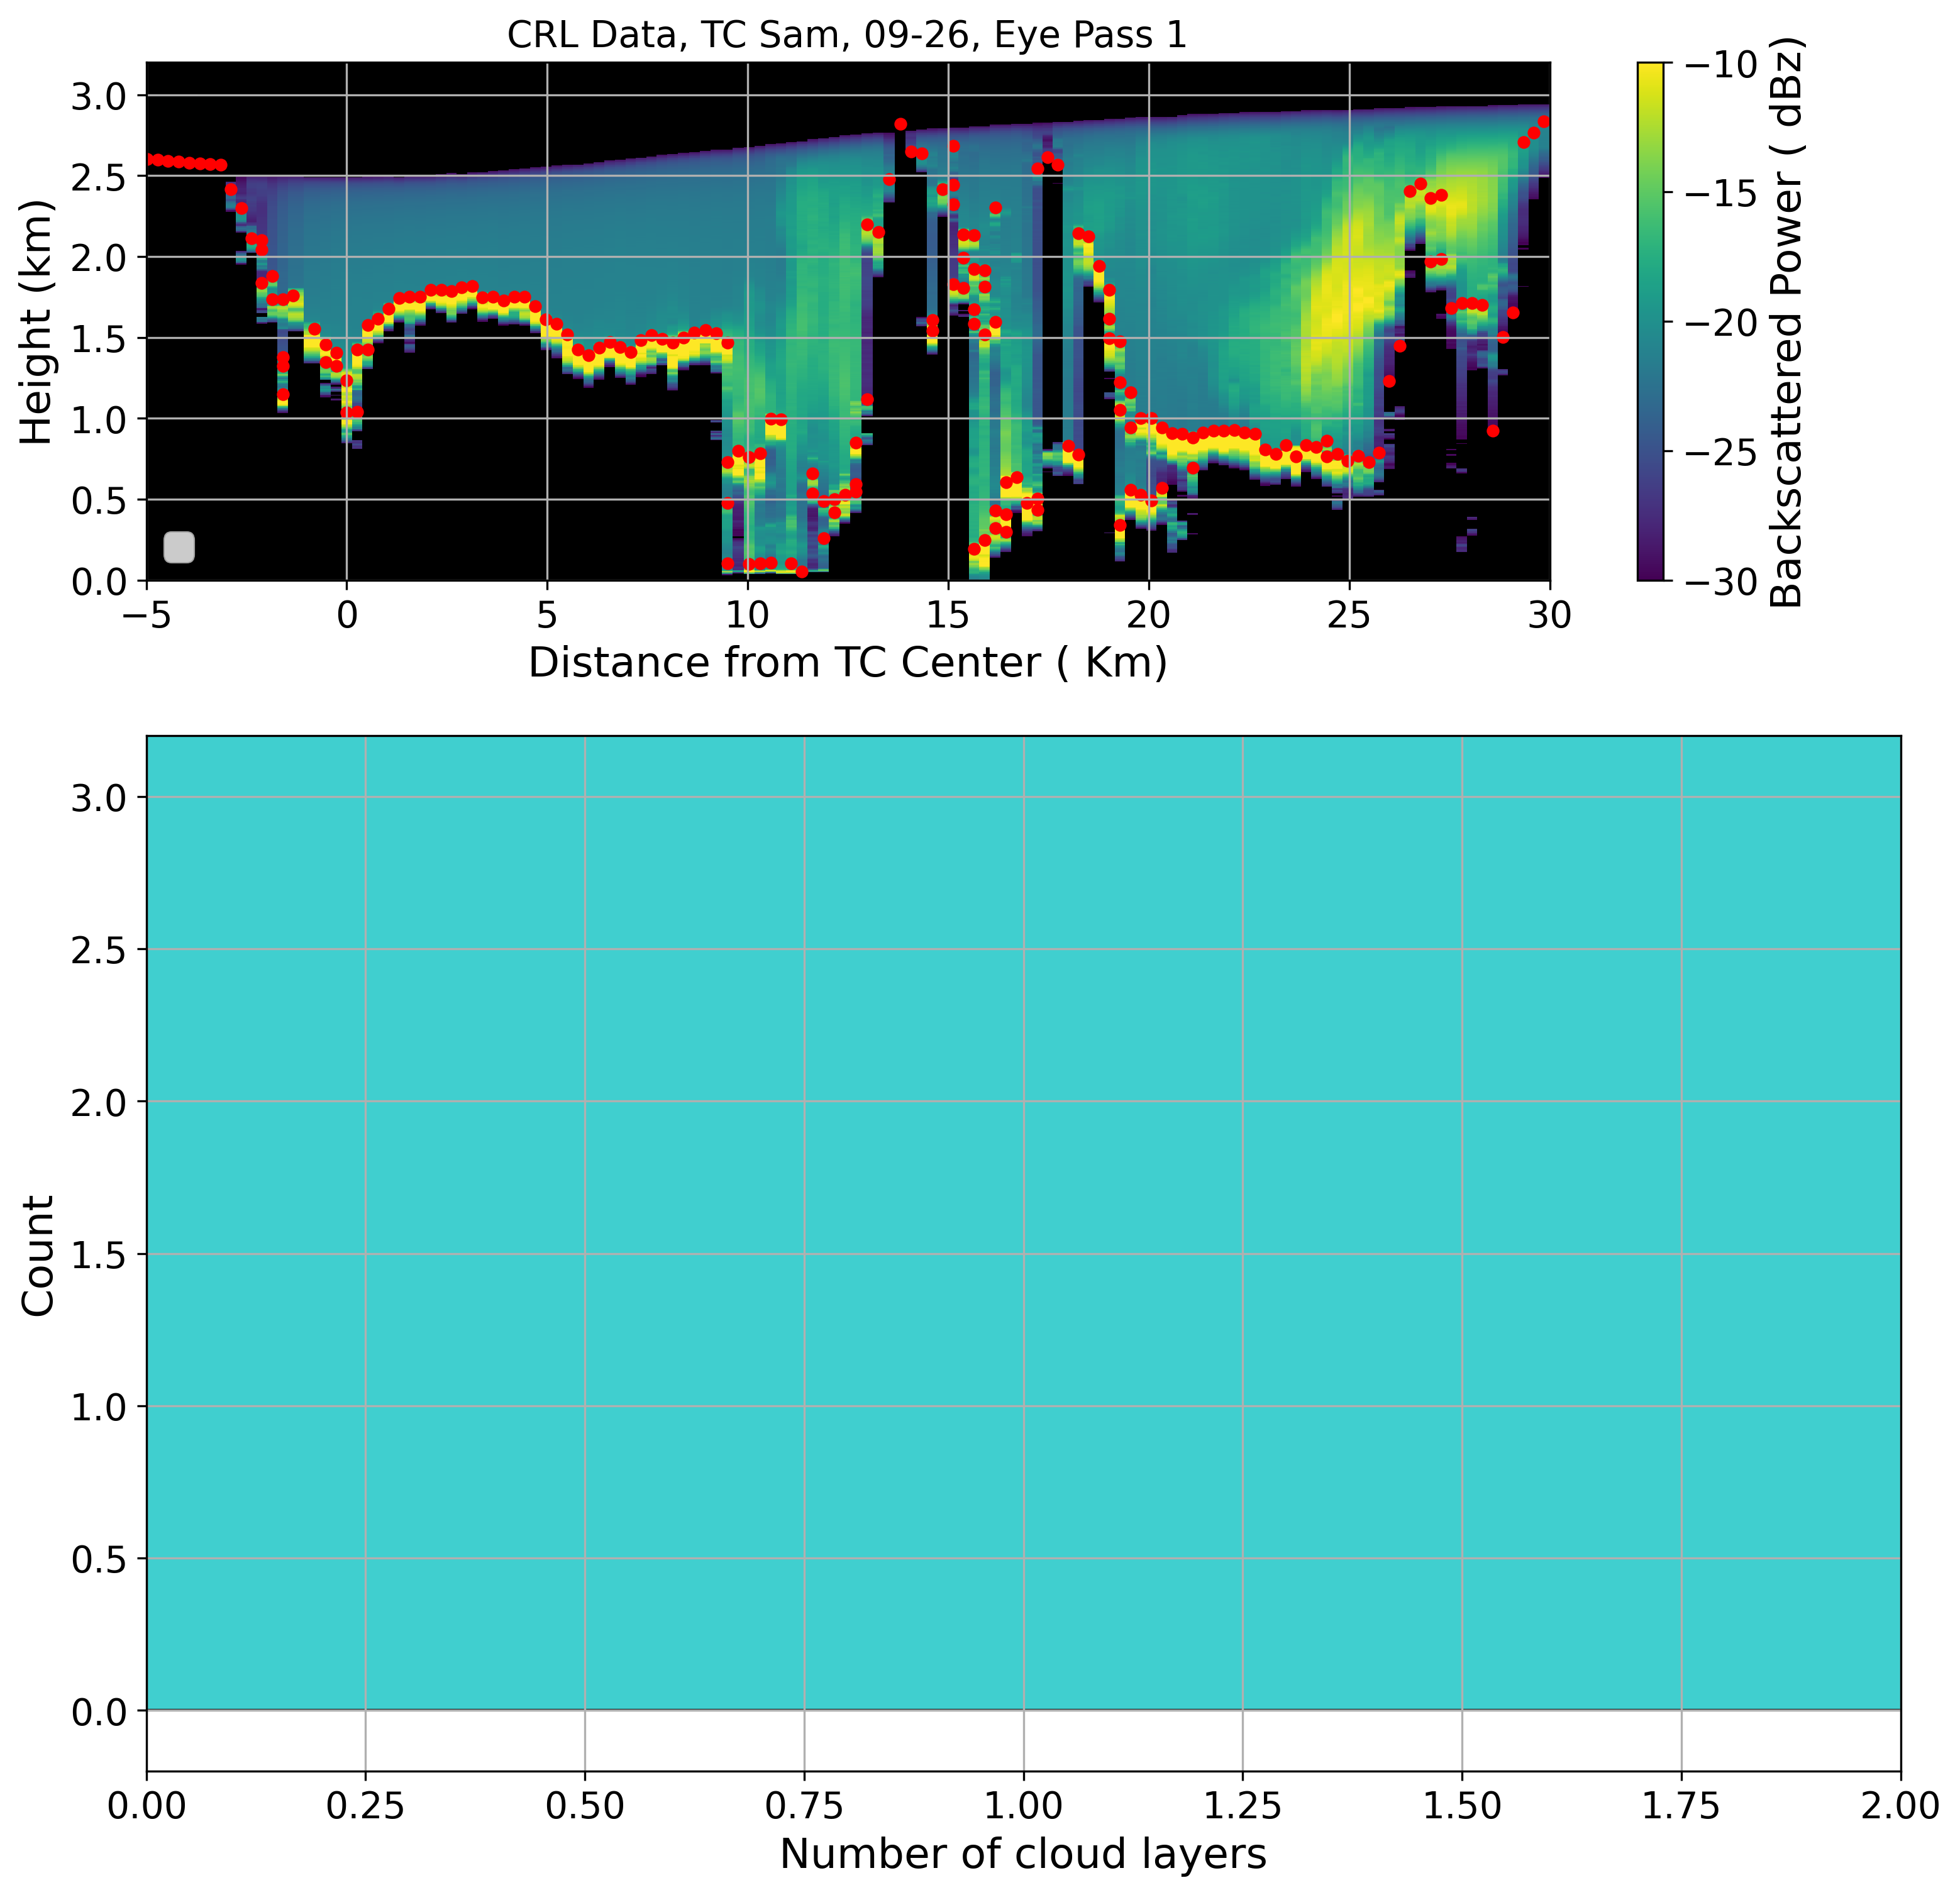 CRL Data, TC Sam, 09-26, Eye Pass 1
3.0
2.5
2.0
1.5
1.0
0.5
0.0
Height (km)
−5 0 5 10 15 20 25 30
Distance from TC Center ( Km)
−10
−15
−20
−25
−30
Backscattered Power ( dBz)
3.0
2.5
2.0
1.5
1.0
0.5
0.0
Count
0.00 0.25 0.50 0.75 1.00 1.25 1.50 1.75 2.00
Number of cloud layers